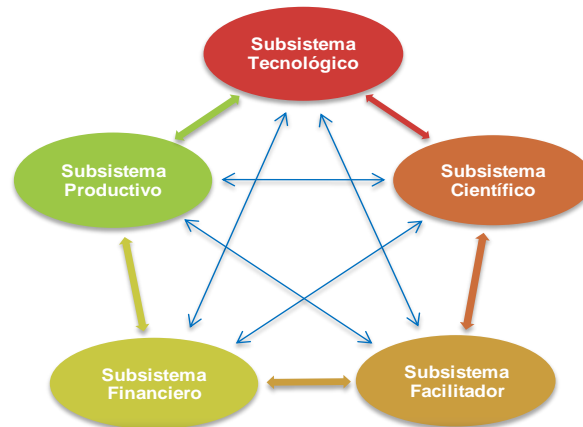 Subsistema
Tecnológico
Subsistema
Productivo
Subsistema
Científico
Subsistema
Financiero
Subsistema
Facilitador